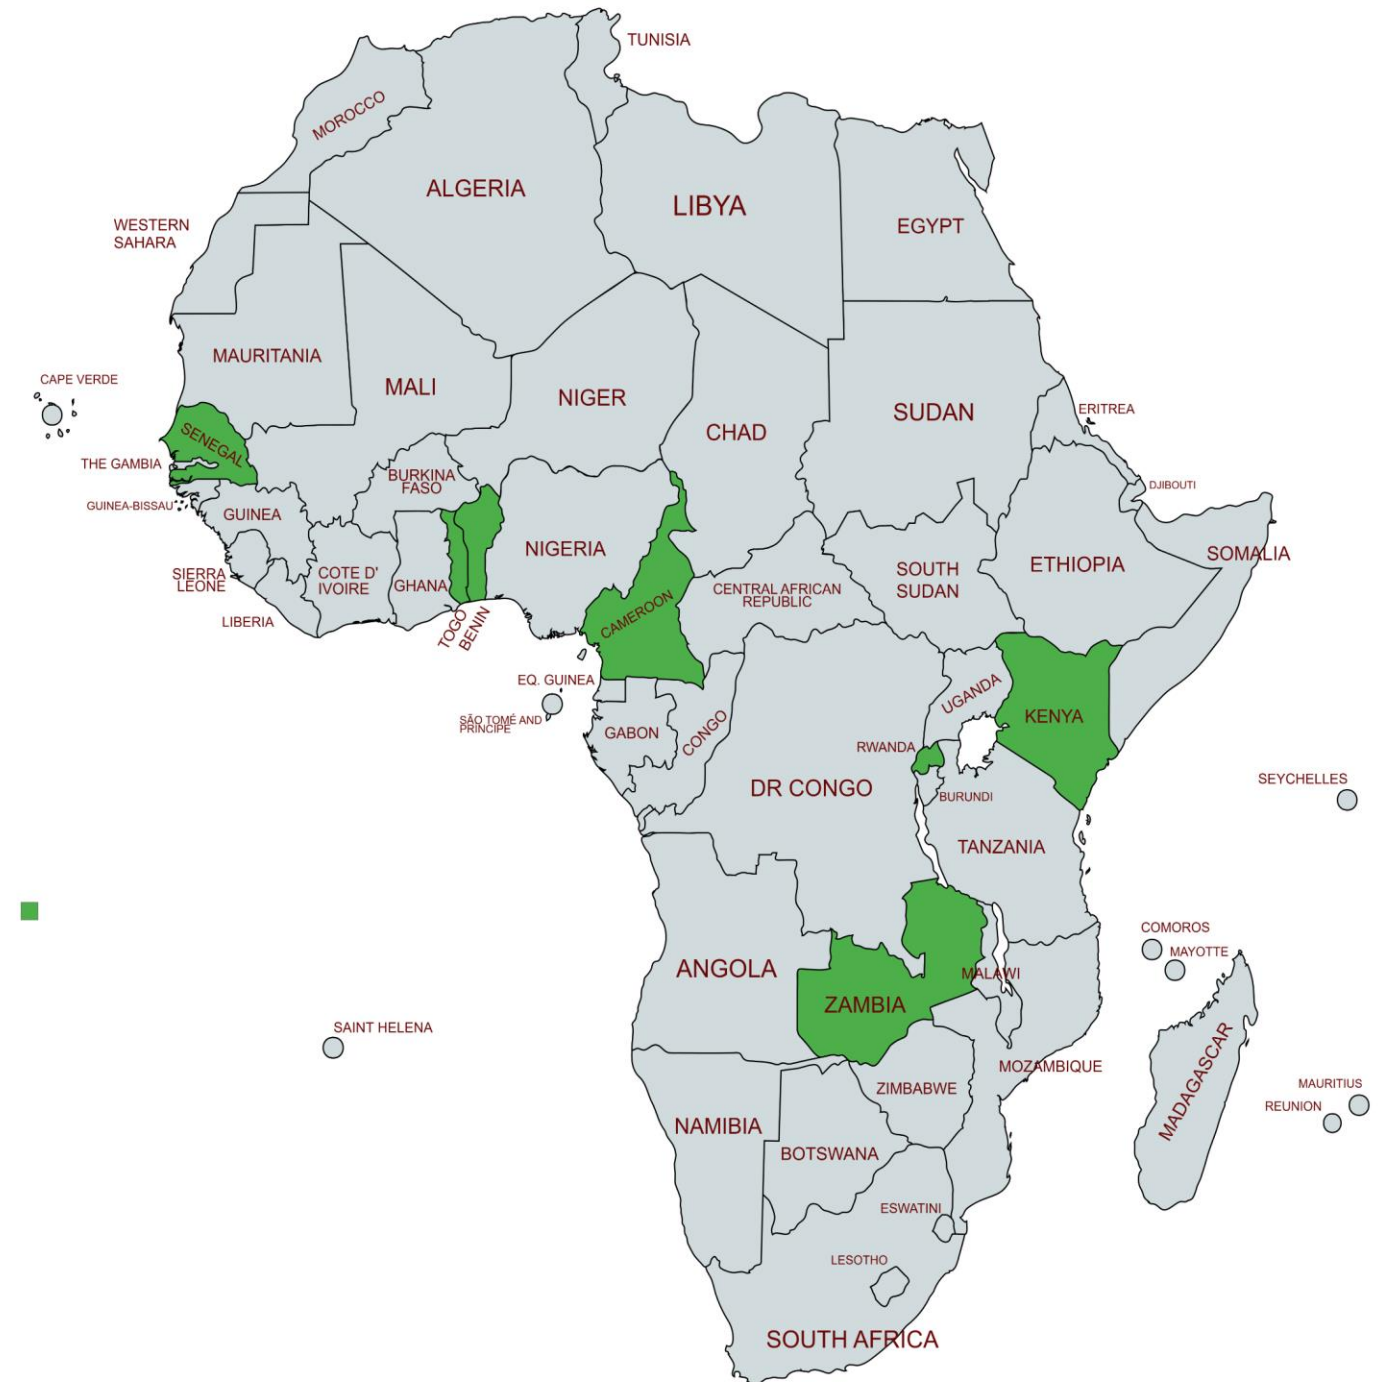 TUNISIA
MOROCCO
ALGERIA
LIBYA
EGYPT
WESTERN
SAHARA
MAURITANIA
MALI
NIGER
CHAD
SUDAN
ERITREA
CAPE VERDE
SENEGAL
THE GAMBIA
BURKINA
FASO
DJIBOUTI
GUINEA-BISSAU
GUINEA
NIGERIA
ETHIOPIA
SOMALIA
SIERRA
LEONE
COTE D'
IVOIRE
GHANA
CENTRAL AFRICAN
REPUBLIC
SOUTH
SUDAN
LIBERIA
TOGO
BENIN
CAMEROON
EQ. GUINEA
UGANDA
KENYA
SÃO TOMÉ AND
PRINCIPE
GABON
CONGO
RWANDA
DR CONGO
BURUNDI
SEYCHELLES
TANZANIA
COMOROS
MAYOTTE
ANGOLA
MALAWI
ZAMBIA
SAINT HELENA
MOZAMBIQUE
MADAGASCAR
MAURITIUS
REUNION
ZIMBABWE
NAMIBIA
BOTSWANA
ESWATINI
LESOTHO
SOUTH AFRICA